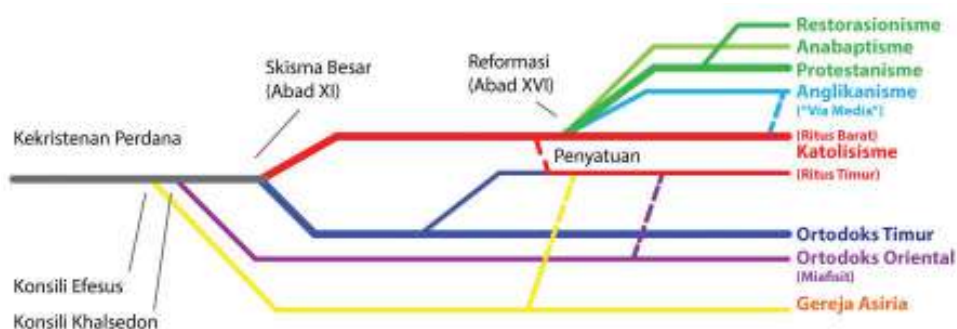 Restorasionisme
Anabaptisme
Reformasi
(Abad XVI)
Protestanisme
Skisma Besar
(Abad XI)
Anglikanisme
("Via Media")
Kekristenan Perdana
(Ritus Barat)
Katolisisme
Penyatuan
(Ritus Timur)
Ortodoks Timur
Ortodoks Oriental
(Miafisit)
Konsili Efesus
Gereja Asiria
Konsili Khalsedon